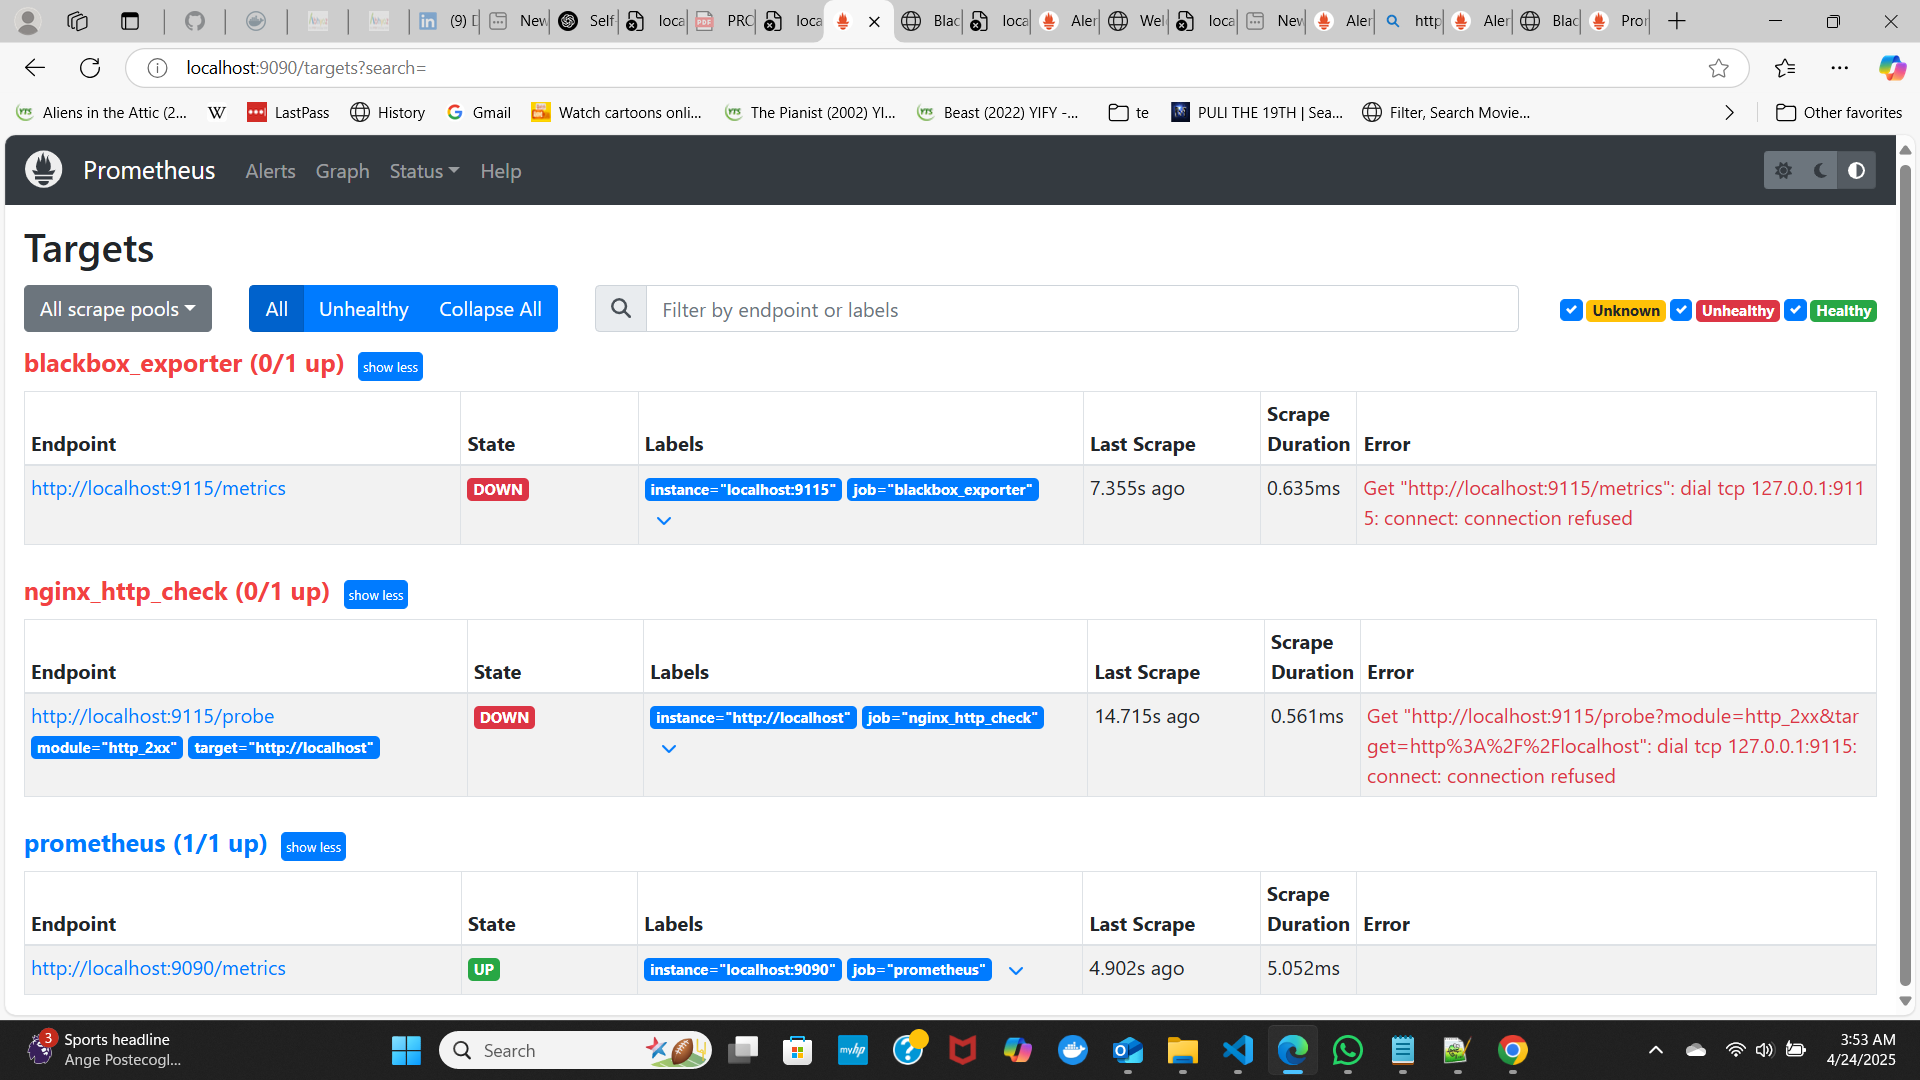 (9) D
New
Self-
loca
PRO
loca
Blac
loca
Aler
Wel
loca
New
Aler
http
Aler
Blac
Pror
localhost:9090/targets?search=
Aliens in the Attic (2...
W
LastPass
History
Gmail
Watch cartoons onli...
The Pianist (2002) YI...
Beast (2022) YIFY -...
te
PULI THE 19TH | Sea...
Filter, Search Movie...
Other favorites
Prometheus
Alerts
Graph
Status
Help
Targets
All scrape pools
All
Unhealthy
Collapse All
Filter by endpoint or labels
Unknown
Unhealthy
Healthy
blackbox_exporter (0/1 up)
show less
Endpoint
State
Labels
Last Scrape
Scrape
Duration
Error
http://localhost:9115/metrics
DOWN
instance="localhost:9115" job="blackbox_exporter"
7.355s ago
0.635ms
Get "http://localhost:9115/metrics": dial tcp 127.0.0.1:911
5: connect: connection refused
nginx_http_check (0/1 up)
show less
Endpoint
State
Labels
Last Scrape
Scrape
Duration
Error
http://localhost:9115/probe
module="http_2xx" target="http://localhost"
DOWN
instance="http://localhost" job="nginx_http_check"
14.715s ago
0.561ms
Get "http://localhost:9115/probe?module=http_2xx&tar
get=http%3A%2F%2Flocalhost": dial tcp 127.0.0.1:9115:
connect: connection refused
prometheus (1/1 up)
show less
Endpoint
State
Labels
Last Scrape
Scrape
Duration
Error
http://localhost:9090/metrics
UP
instance="localhost:9090" job="prometheus"
4.902s ago
5.052ms
3
Sports headline
Ange Postecogl...
Search
myhp
3:53 AM
4/24/2025